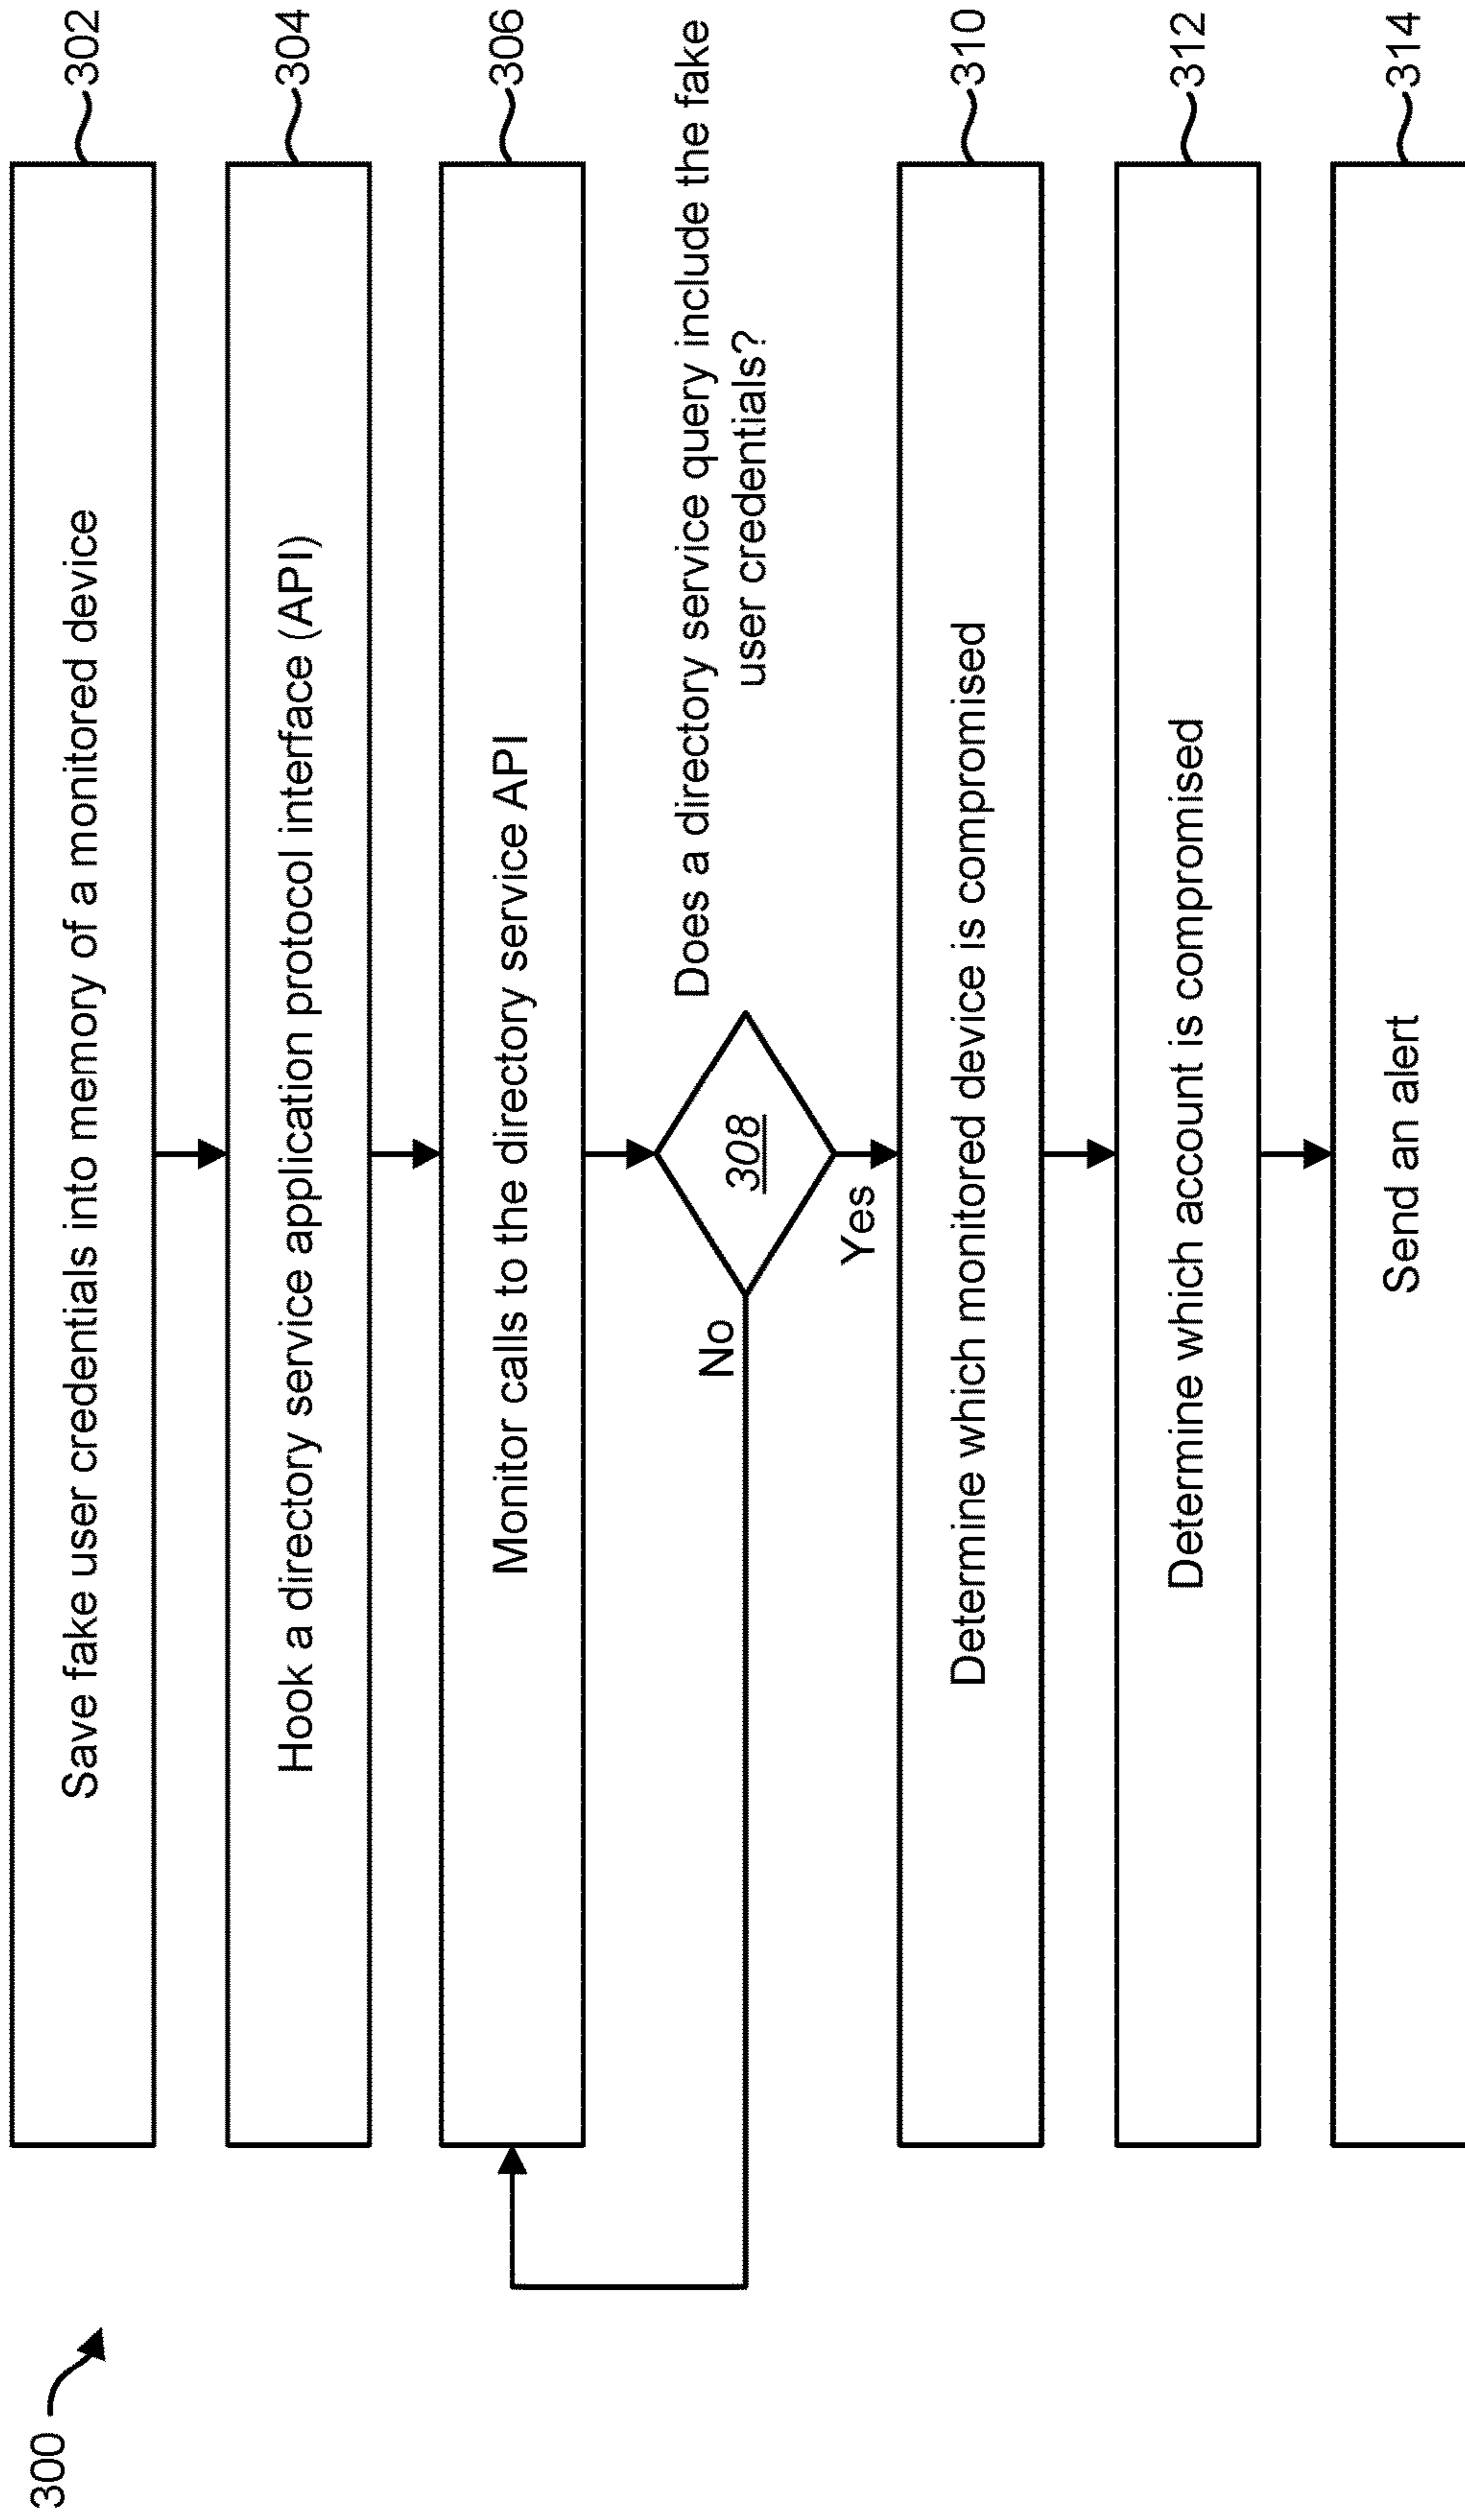 300
Save fake user credentials into memory of a monitored device
302
Hook a directory service application protocol interface (API)
304
Monitor calls to the directory service API
306
Does a directory service query include the fake
user credentials?
308
No
Yes
Determine which monitored device is compromised
310
Determine which account is compromised
312
Send an alert
314